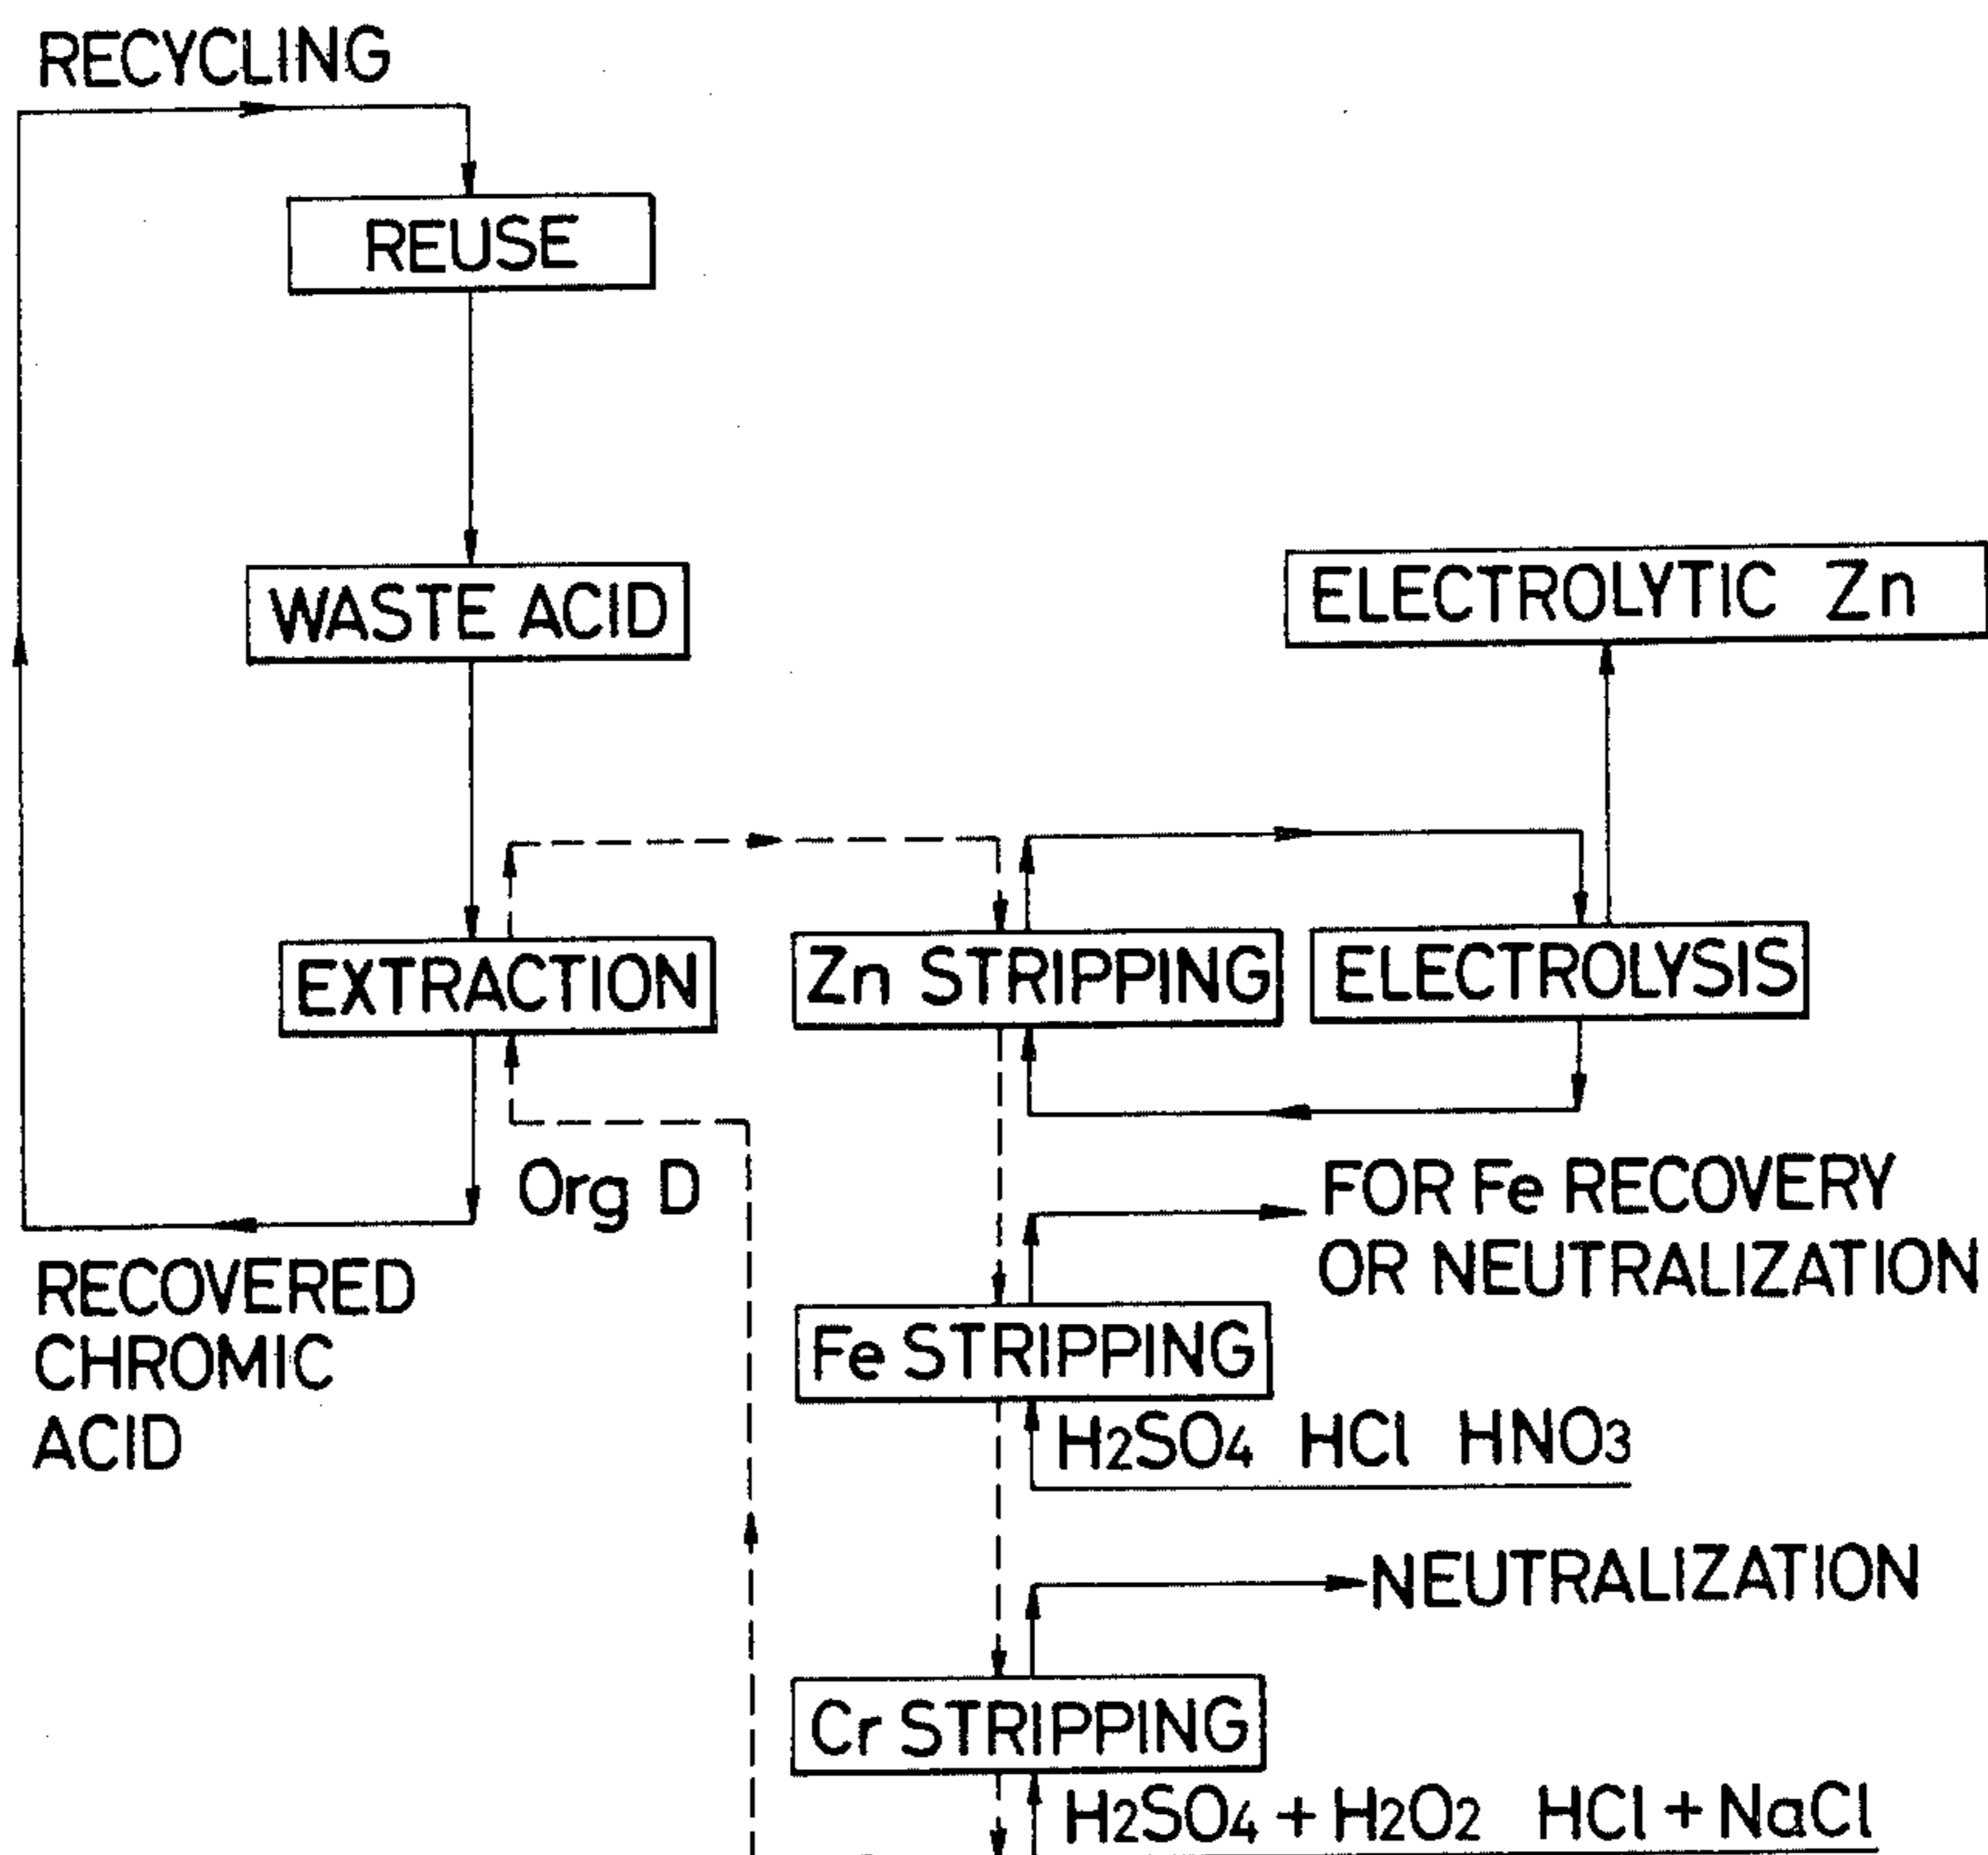 RECYCLING
REUSE
WASTE ACID
ELECTROLYTIC Zn
EXTRACTION
Zn STRIPPING
ELECTROLYSIS
Org D
FOR Fe RECOVERY
OR NEUTRALIZATION
RECOVERED
CHROMIC
ACID
Fe STRIPPING
H2SO4 HCl HNO3
NEUTRALIZATION
Cr STRIPPING
H2SO4 + H2O2 HCl + NaCl